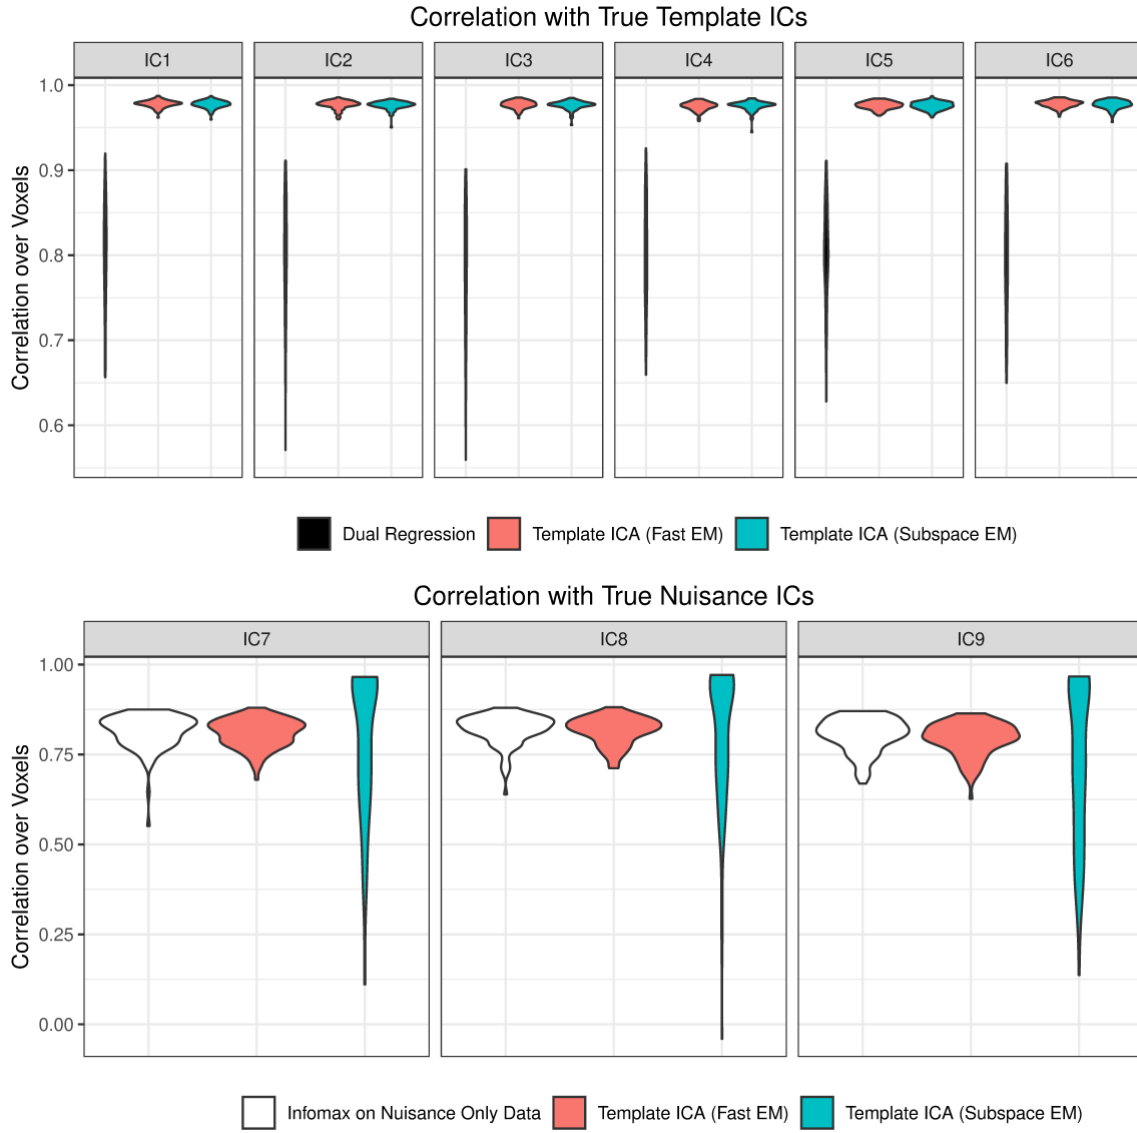 Correlation with True Template ICs
IC1 IC2 IC3 IC4 IC5 IC6
Correlation over Voxels
1.0
0.9
0.8
0.7
0.6
Dual Regression Template ICA (Fast EM) Template ICA (Subspace EM)
Correlation with True Nuisance ICs
IC7 IC8 IC9
Correlation over Voxels
1.00
0.75
0.50
0.25
0.00
Infomax on Nuisance Only Data Template ICA (Fast EM) Template ICA (Subspace EM)